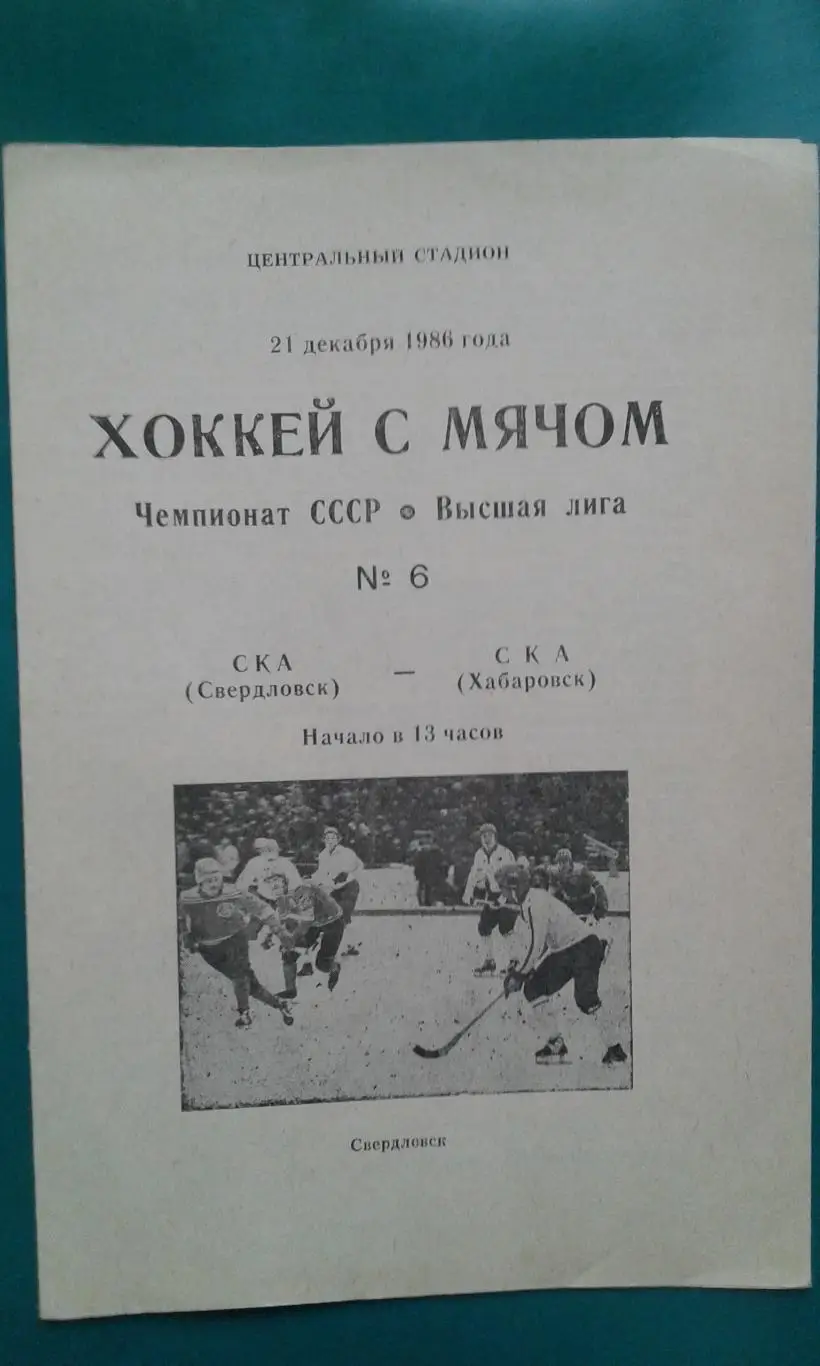 ЦЕНТРАЛЬНЫЙ СТАДИОН
21 декабря 1986 года
ХОККЕЙ С МЯЧОМ
Чемпионат СССР Высшая лига
№ 6
СКА — СКА
(Свердловск) (Хабаровск)
Начало в 13 часов
Свердловск